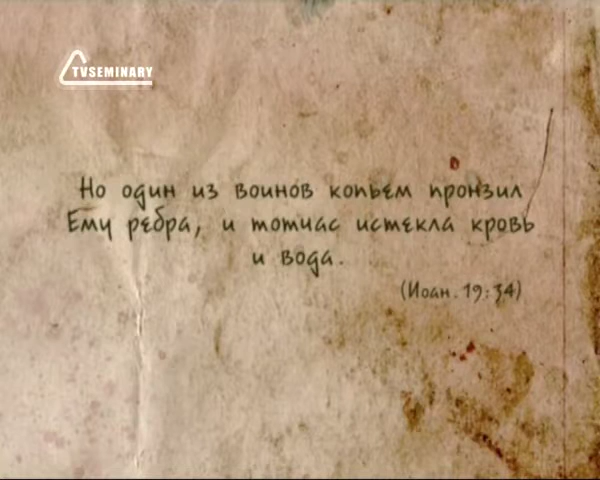 TVSEMINARY
Но один из воинов копьем пронзил
Ему ребра, и тотчас истекла кровь
и вода.
(Иоан. 19:34)